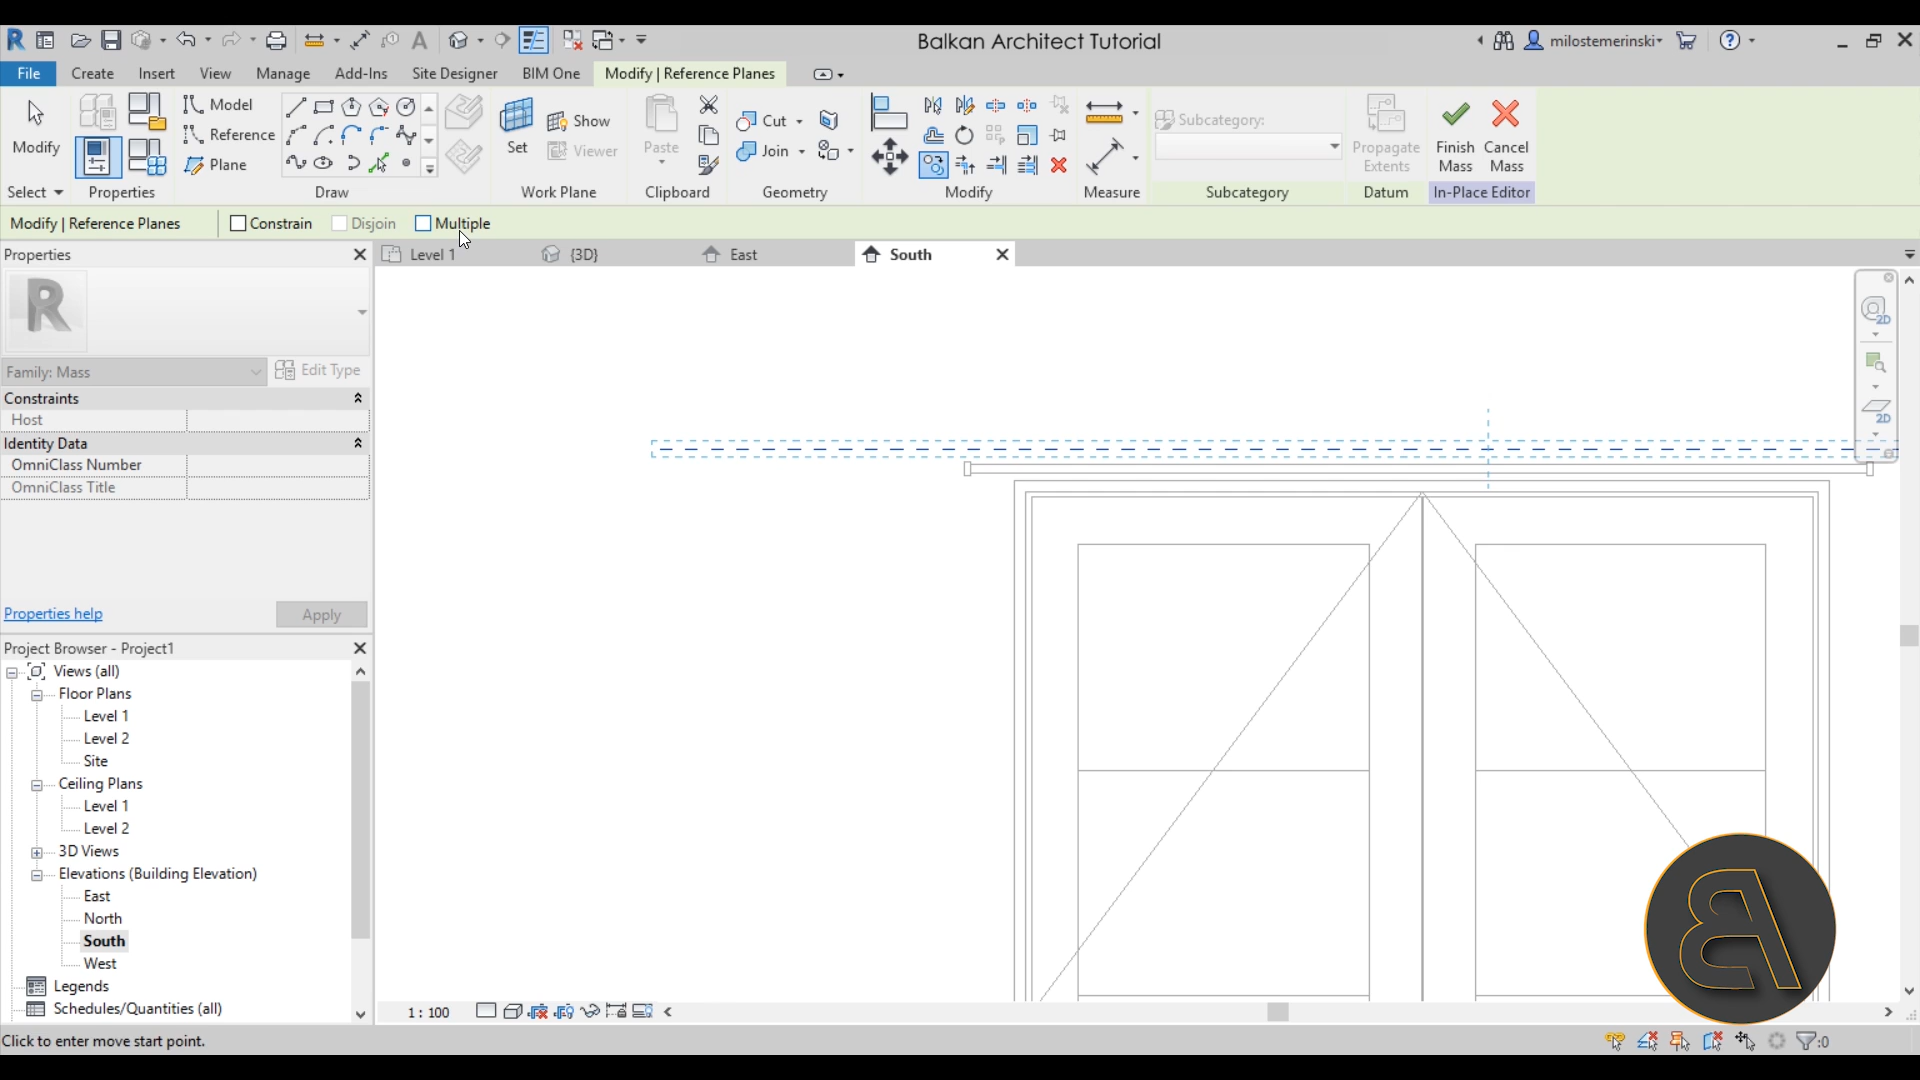 Balkan Architect Tutorial
milostemerinski
File Create Insert View Manage Add-Ins Site Designer BIM One Modify | Reference Planes
Modify
Model
Reference
Plane
Set
Show
Viewer
Paste
Cut
Join
Subcategory:
Propagate Extents
Finish Mass
Cancel Mass
Select Properties Draw Work Plane Clipboard Geometry Modify Measure Subcategory Datum In-Place Editor
Modify | Reference Planes Constrain Disjoin Multiple
Properties
Level 1 {3D} East South
R
2D
2D
Family: Mass Edit Type
Constraints
Host
Identity Data
OmniClass Number
OmniClass Title
Properties help Apply
Project Browser - Project1
Views (all)
Floor Plans
Level 1
Level 2
Site
Ceiling Plans
Level 1
Level 2
3D Views
Elevations (Building Elevation)
East
North
South
West
Legends
Schedules/Quantities (all)
1 : 100
Click to enter move start point.
:0